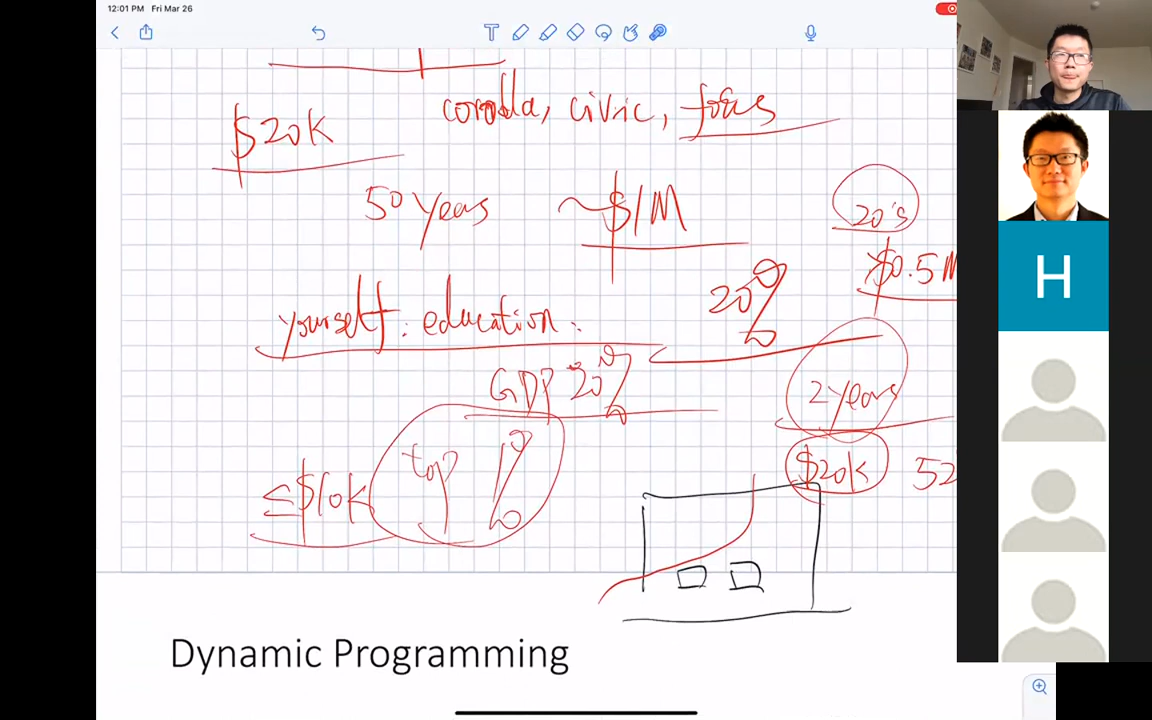 12:01 PM Fri Mar 26
corolla, civic, focus
$20K
50 years ~$1M
20's
>$0.5M
yourself: education: 20%
GDP 20%
2 years
≤$10K top 1%
$20K 52
H
Dynamic Programming